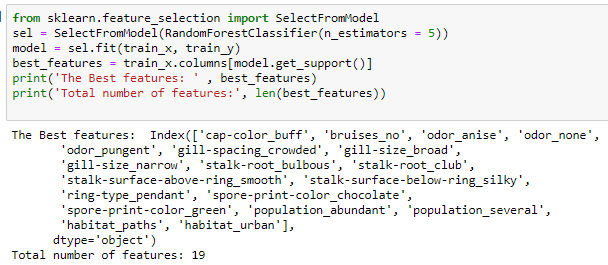 from sklearn.feature_selection import SelectFromModel
sel = SelectFromModel(RandomForestClassifier(n_estimators = 5))
model = sel.fit(train_x, train_y)
best_features = train_x.columns[model.get_support()]
print('The Best features: ' , best_features)
print('Total number of features:', len(best_features))
The Best features:  Index(['cap-color_buff', 'bruises_no', 'odor_anise', 'odor_none',
       'odor_pungent', 'gill-spacing_crowded', 'gill-size_broad',
       'gill-size_narrow', 'stalk-root_bulbous', 'stalk-root_club',
       'stalk-surface-above-ring_smooth', 'stalk-surface-below-ring_silky',
       'ring-type_pendant', 'spore-print-color_chocolate',
       'spore-print-color_green', 'population_abundant', 'population_several',
       'habitat_paths', 'habitat_urban'],
      dtype='object')
Total number of features: 19